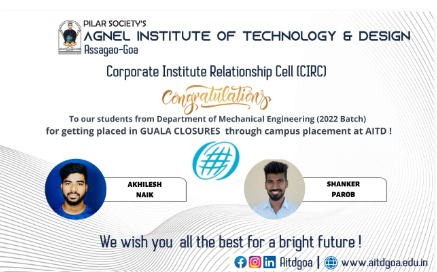 PILAR SOCIETY'S
AGNEL INSTITUTE OF TECHNOLOGY & DESIGN
Assagao-Goa
Corporate Institute Relationship Cell (CIRC)
Congratulations
To our students from Department of Mechanical Engineering (2022 Batch)
for getting placed in GUALA CLOSURES through campus placement at AITD !
AKHILESH
NAIK
SHANKER
PAROB
We wish you all the best for a bright future !
Aitdgoa | www.aitdgoa.edu.in